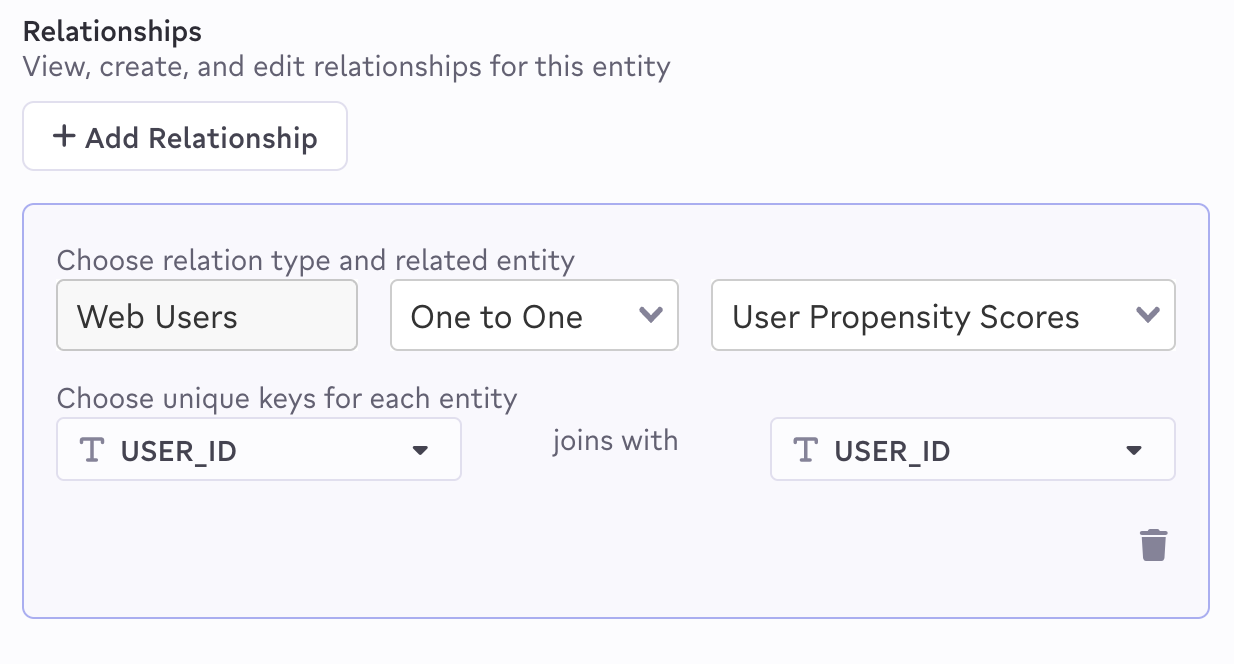 Relationships
View, create, and edit relationships for this entity
+ Add Relationship
Choose relation type and related entity
Web Users One to One User Propensity Scores
Choose unique keys for each entity
T USER_ID joins with T USER_ID